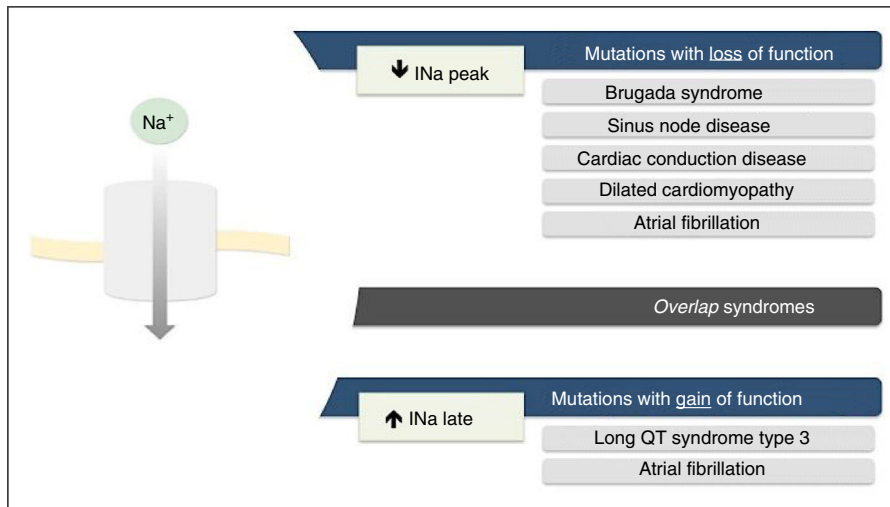 Mutations with loss of function
🡇 INa peak
Brugada syndrome
Na⁺
Sinus node disease
Cardiac conduction disease
Dilated cardiomyopathy
Atrial fibrillation
Overlap syndromes
Mutations with gain of function
🡅 INa late
Long QT syndrome type 3
Atrial fibrillation